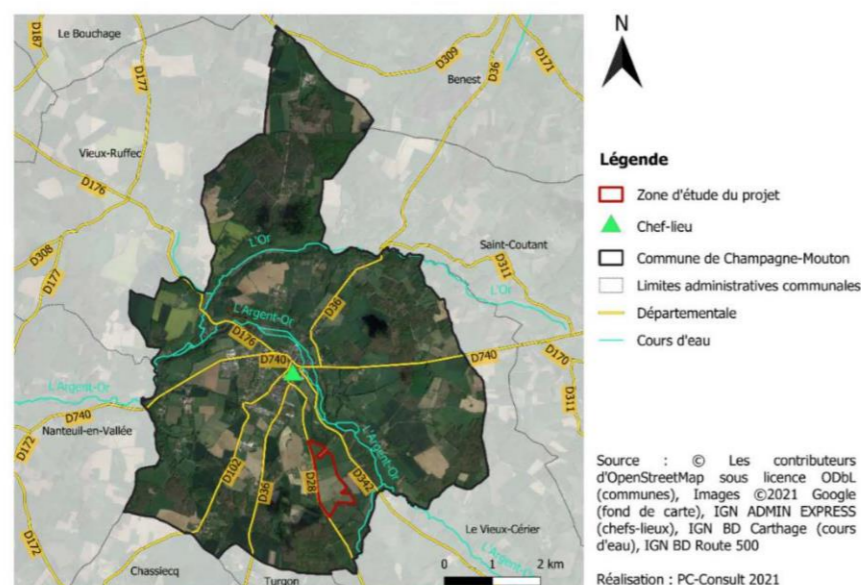 Le Bouchage
D187
D177
D309
D36
D171
Benest
N
Vieux-Ruffec
D176
D308
D177
L'Or
Saint-Coutant
D311
L'Or
D36
L'Argent-Or
D176
D740
D740
D170
D311
L'Argent-Or
D740
D172
Nanteuil-en-Vallée
L'Argent-Or
D102
D36
D28
D342
D172
Le Vieux-Cérier
L'Argent-Or
Chassiecq
Turgon
0 1 2 km
Légende
Zone d'étude du projet
Chef-lieu
Commune de Champagne-Mouton
Limites administratives communales
Départementale
Cours d'eau
Source : © Les contributeurs
d'OpenStreetMap sous licence ODbL
(communes), Images ©2021 Google
(fond de carte), IGN ADMIN EXPRESS
(chefs-lieux), IGN BD Carthage (cours
d'eau), IGN BD Route 500
Réalisation : PC-Consult 2021